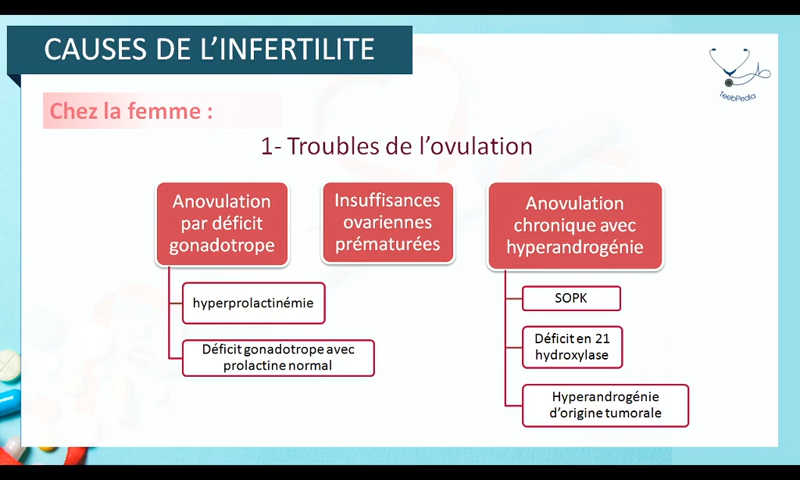 CAUSES DE L'INFERTILITE
TeebPedia
Chez la femme :
1- Troubles de l'ovulation
Anovulation
par déficit
gonadotrope
Insuffisances
ovariennes
prématurées
Anovulation
chronique avec
hyperandrogénie
hyperprolactinémie
Déficit gonadotrope avec
prolactine normal
SOPK
Déficit en 21
hydroxylase
Hyperandrogénie
d'origine tumorale